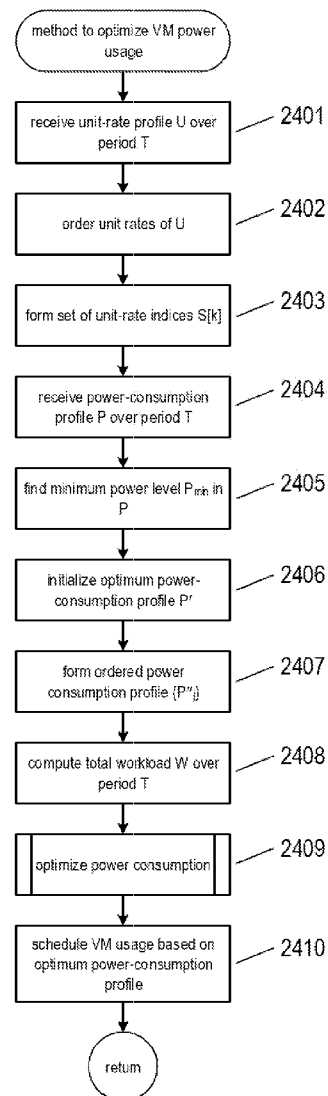 method to optimize VM power
usage
receive unit-rate profile U over
period T
2401
order unit rates of U
2402
form set of unit-rate indices S[k]
2403
receive power-consumption
profile P over period T
2404
find minimum power level Pmin in
P
2405
initialize optimum power-
consumption profile P'
2406
form ordered power
consumption profile {P"j}
2407
compute total workload W over
period T
2408
optimize power consumption
2409
schedule VM usage based on
optimum power-consumption
profile
2410
return